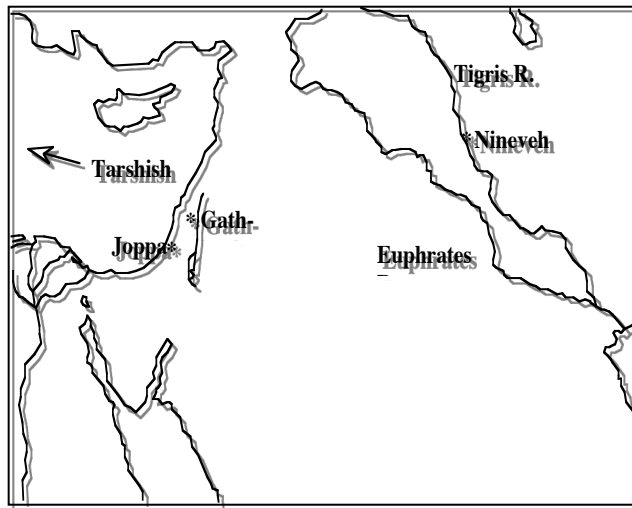 Tigris R.
*Nineveh
Tarshish
*Gath-
Joppa*
Euphrates